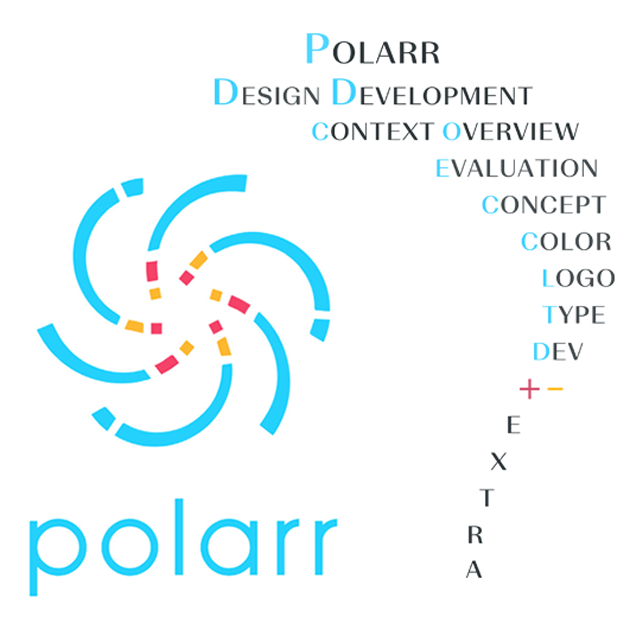 POLARR
DESIGN DEVELOPMENT
CONTEXT OVERVIEW
EVALUATION
CONCEPT
COLOR
LOGO
TYPE
DEV
+ –
E
X
T
R
A
polarr